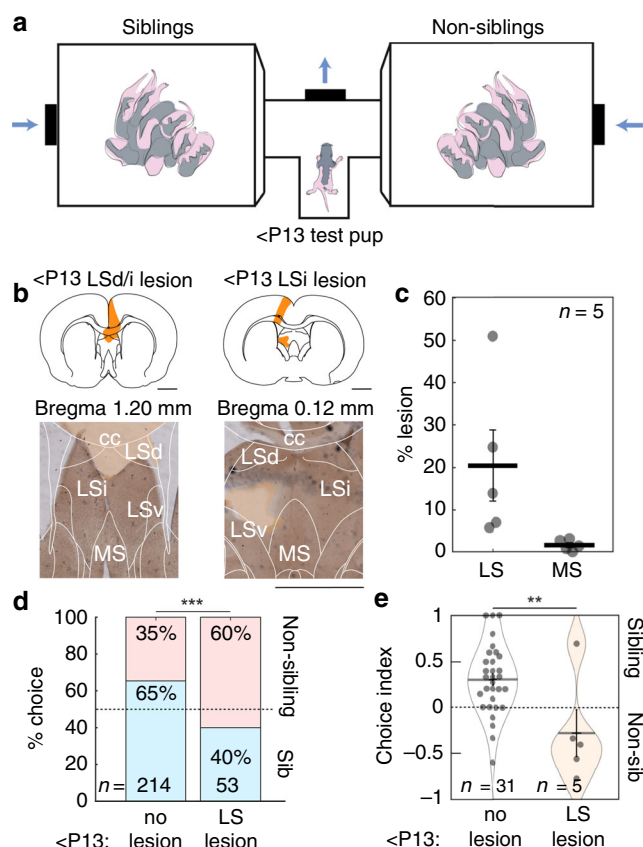 a
Siblings
Non-siblings
<P13 test pup
b
<P13 LSd/i lesion
<P13 LSi lesion
Bregma 1.20 mm
Bregma 0.12 mm
cc
LSd
LSi
LSv
MS
cc
LSd
LSi
LSv
MS
c
n = 5
60
50
40
30
20
10
0
% lesion
LS
MS
d
***
100
80
60
40
20
0
% choice
35%
60%
65%
40%
n =
214
53
Non-sibling
Sib
no
lesion
LS
lesion
<P13:
e
**
1
0.5
0
−0.5
−1
Choice index
Sibling
Non-sib
n = 31
n = 5
no
lesion
LS
lesion
<P13: